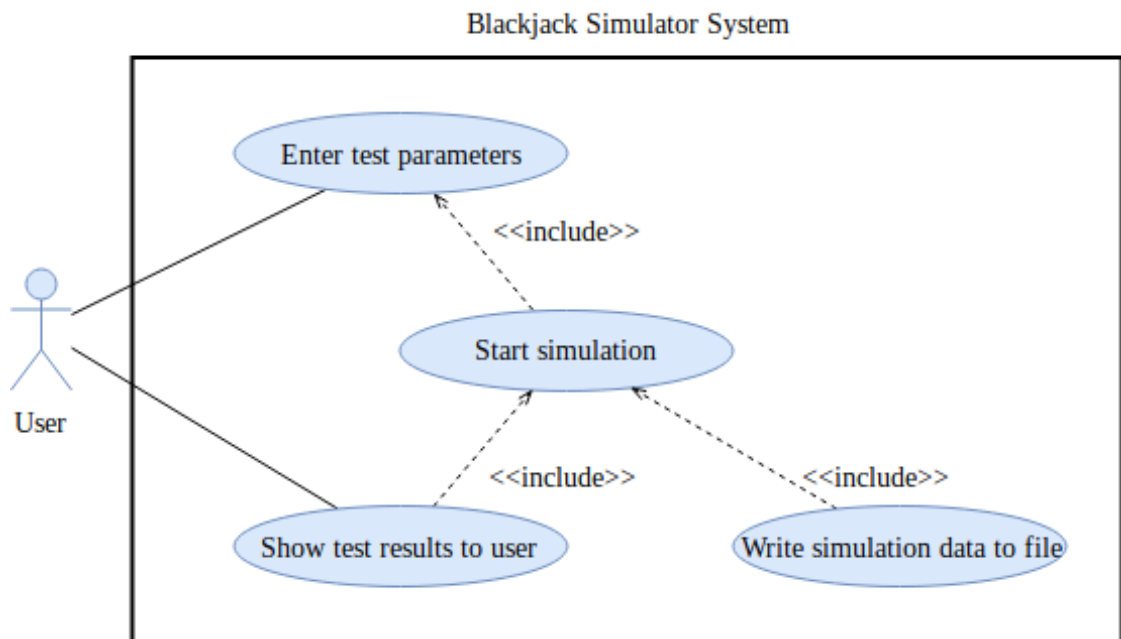 Blackjack Simulator System
Enter test parameters
<<include>>
Start simulation
User
<<include>>
<<include>>
Show test results to user
Write simulation data to file